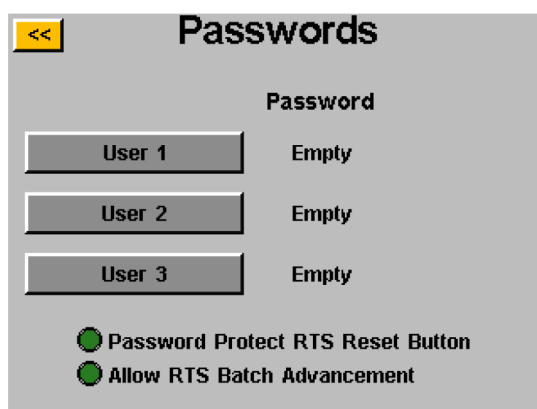 << Passwords
Password
User 1 Empty
User 2 Empty
User 3 Empty
Password Protect RTS Reset Button
Allow RTS Batch Advancement